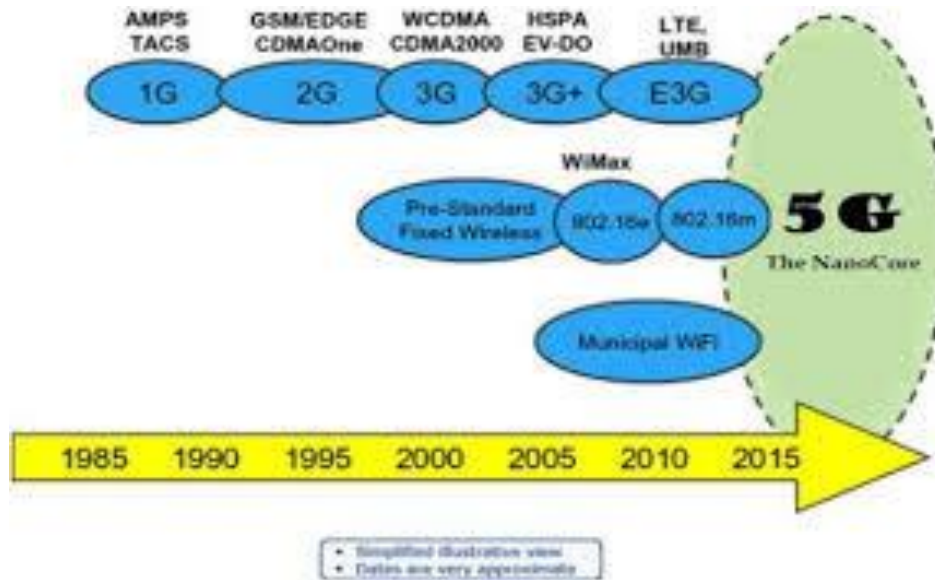 AMPS
TACS
GSM/EDGE
CDMAOne
WCDMA
CDMA2000
HSPA
EV-DO
LTE,
UMB
1G
2G
3G
3G+
E3G
WiMax
Pre-Standard
Fixed Wireless
802.16e
802.16m
5G
The NanoCore
Municipal WiFi
1985 1990 1995 2000 2005 2010 2015
• Simplified illustrative view
• Dates are very approximate